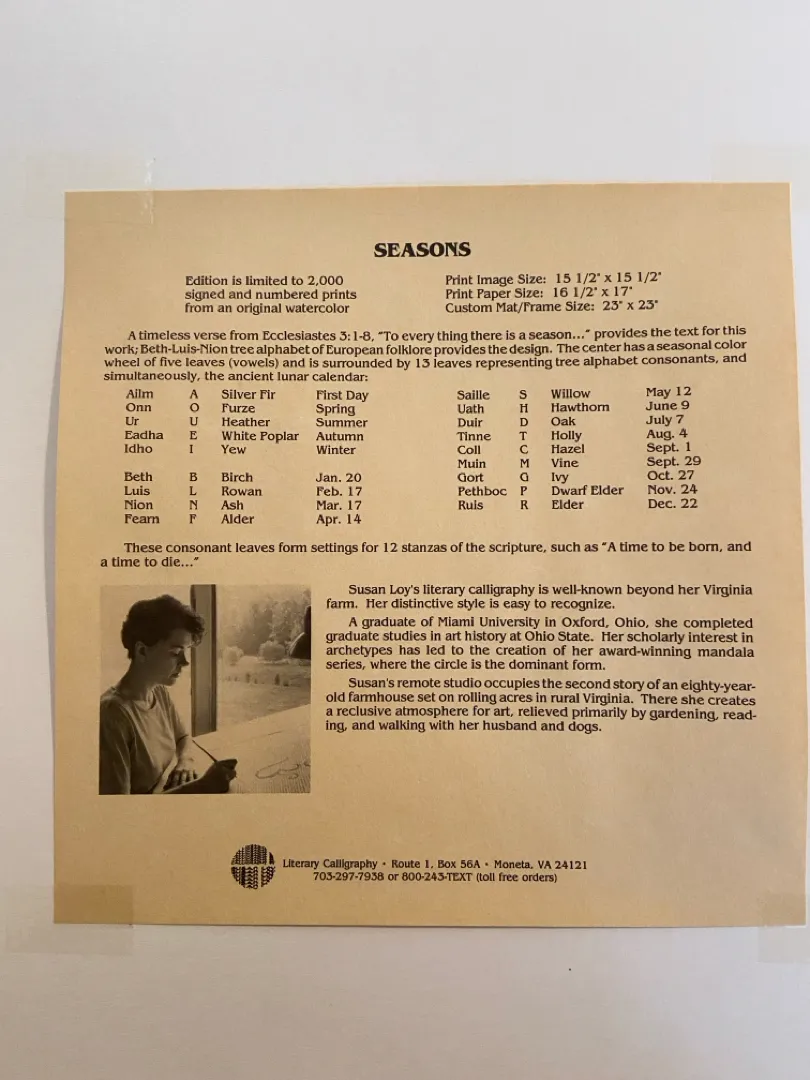 SEASONS
Edition is limited to 2,000
signed and numbered prints
from an original watercolor
Print Image Size: 15 1/2" x 15 1/2"
Print Paper Size: 16 1/2" x 17"
Custom Mat/Frame Size: 23" x 23"
A timeless verse from Ecclesiastes 3:1-8, "To every thing there is a season..." provides the text for this
work; Beth-Luis-Nion tree alphabet of European folklore provides the design. The center has a seasonal color
wheel of five leaves (vowels) and is surrounded by 13 leaves representing tree alphabet consonants, and
simultaneously, the ancient lunar calendar:
Ailm A Silver Fir First Day
Onn O Furze Spring
Ur U Heather Summer
Eadha E White Poplar Autumn
Idho I Yew Winter
Beth B Birch Jan. 20
Luis L Rowan Feb. 17
Nion N Ash Mar. 17
Fearn F Alder Apr. 14
Saille S Willow May 12
Uath H Hawthorn June 9
Duir D Oak July 7
Tinne T Holly Aug. 4
Coll C Hazel Sept. 1
Muin M Vine Sept. 29
Gort G Ivy Oct. 27
Pethboc P Dwarf Elder Nov. 24
Ruis R Elder Dec. 22
These consonant leaves form settings for 12 stanzas of the scripture, such as "A time to be born, and
a time to die..."
Susan Loy's literary calligraphy is well-known beyond her Virginia
farm. Her distinctive style is easy to recognize.
A graduate of Miami University in Oxford, Ohio, she completed
graduate studies in art history at Ohio State. Her scholarly interest in
archetypes has led to the creation of her award-winning mandala
series, where the circle is the dominant form.
Susan's remote studio occupies the second story of an eighty-year-
old farmhouse set on rolling acres in rural Virginia. There she creates
a reclusive atmosphere for art, relieved primarily by gardening, read-
ing, and walking with her husband and dogs.
Literary Calligraphy • Route 1, Box 56A • Moneta, VA 24121
703-297-7938 or 800-243-TEXT (toll free orders)